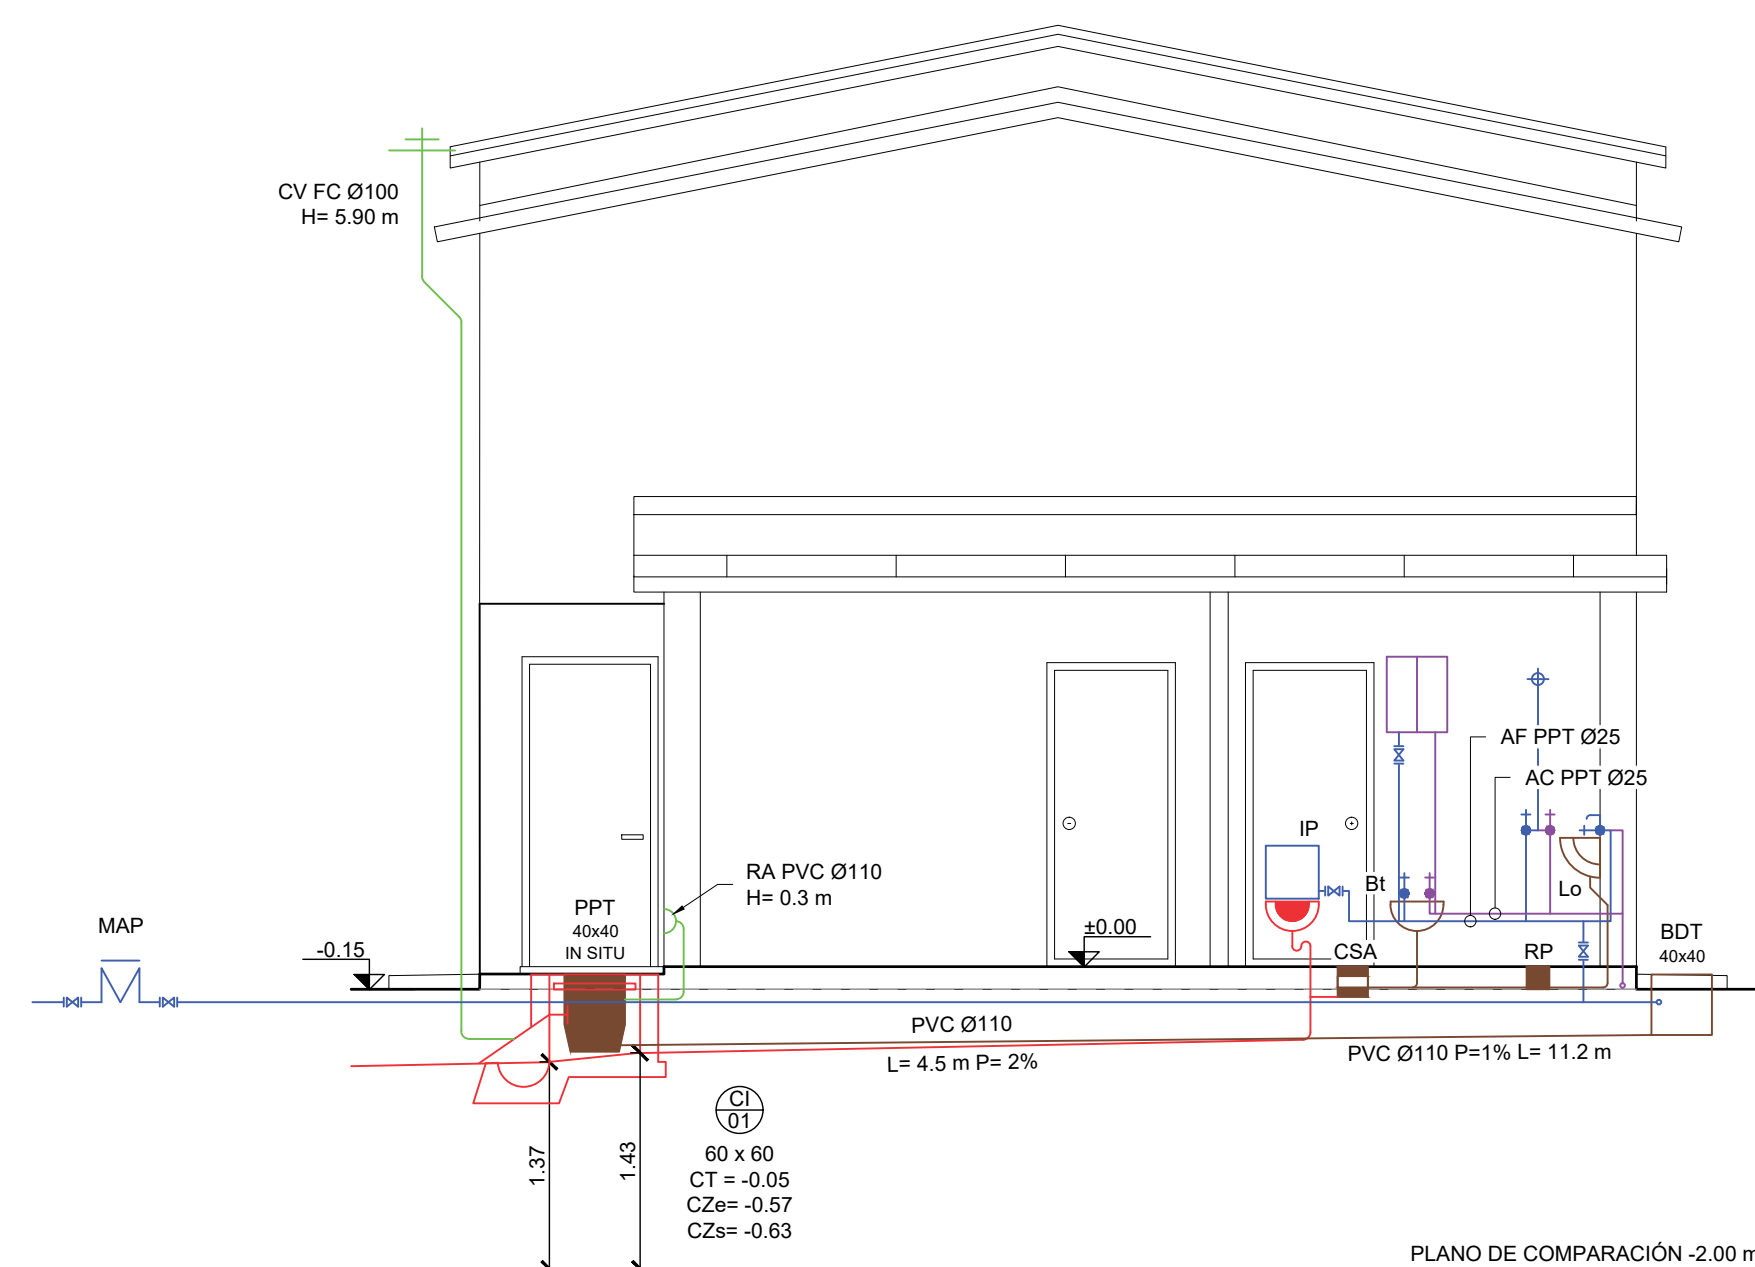 CV FC Ø100
H= 5.90 m
AF PPT Ø25
AC PPT Ø25
IP
RA PVC Ø110
H= 0.3 m
Bt
Lo
PPT
40x40
IN SITU
MAP
-0.15
±0.00
CSA
RP
BDT
40x40
PVC Ø110
L= 4.5 m P= 2%
PVC Ø110 P=1% L= 11.2 m
CI
01
1.37
1.43
60 x 60
CT = -0.05
CZe= -0.57
CZs= -0.63
PLANO DE COMPARACIÓN -2.00 m